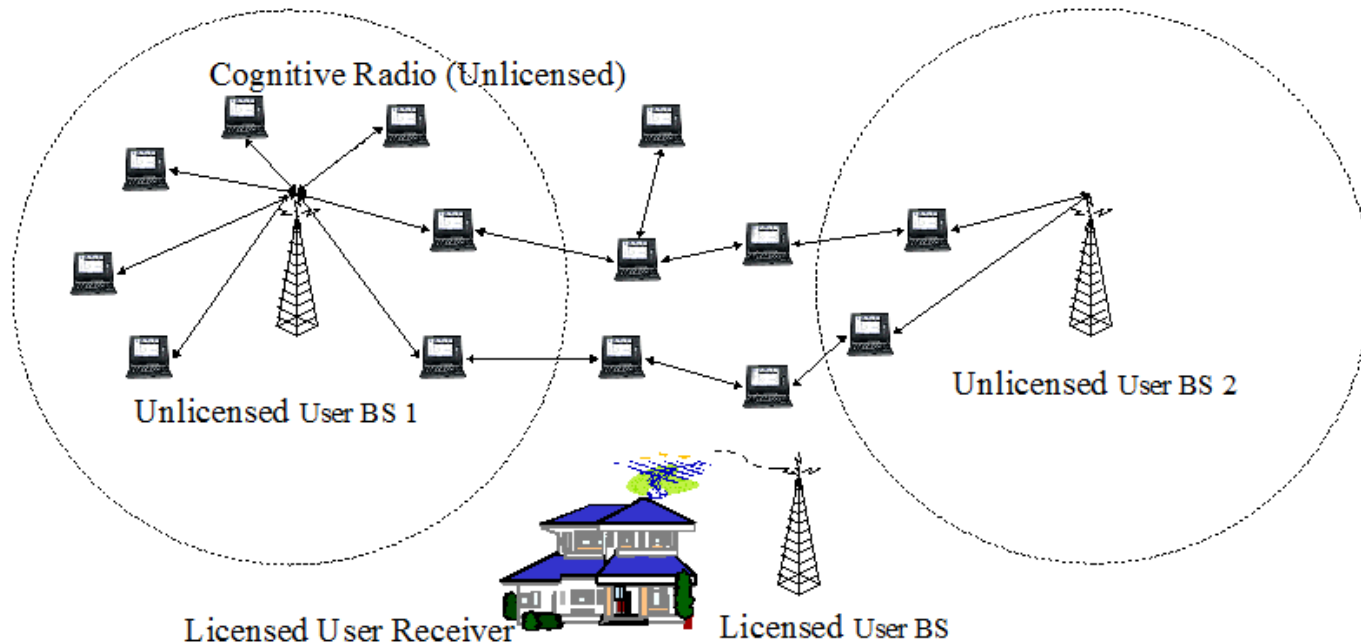 Cognitive Radio (Unlicensed)
Unlicensed User BS 1
Unlicensed User BS 2
Licensed User Receiver
Licensed User BS